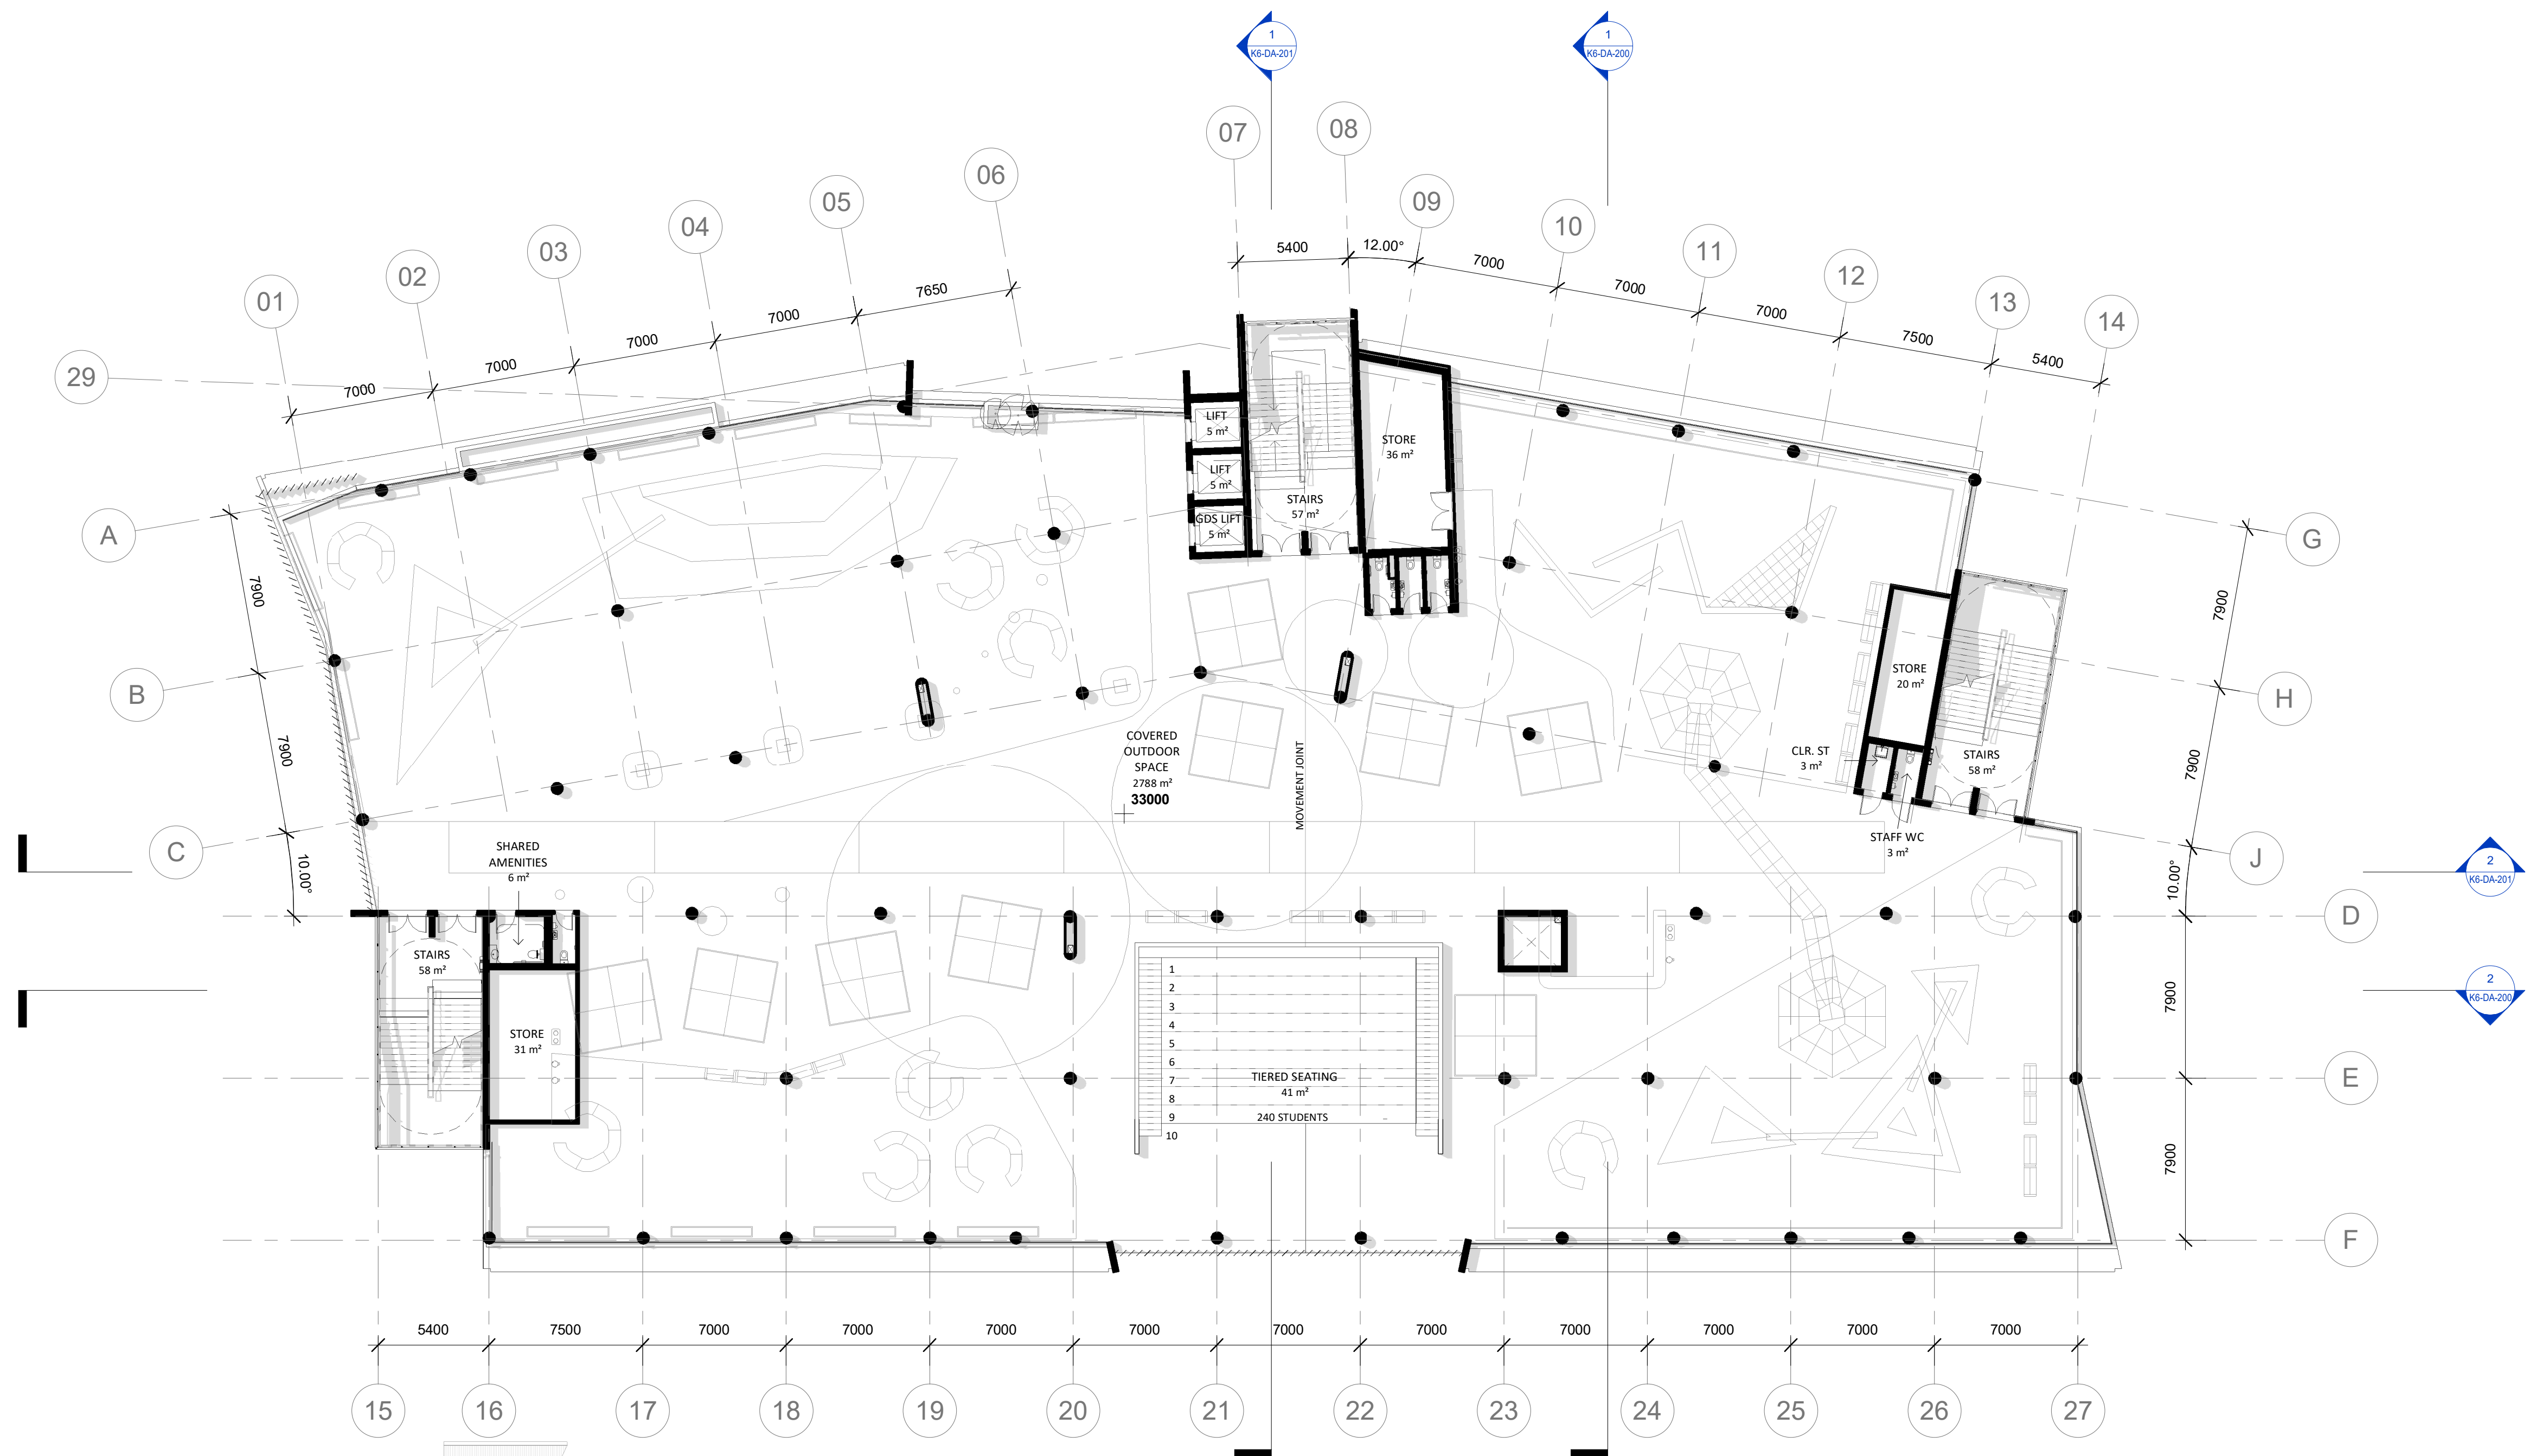 1
K6-DA-201
1
K6-DA-200
07
08
06
05
04
03
02
01
29
09
10
11
12
13
14
5400
12.00°
7000
7000
7000
7500
5400
7650
7000
7000
7000
7000
LIFT
5 m²
LIFT
5 m²
GDS LIFT
5 m²
STAIRS
57 m²
STORE
36 m²
A
B
C
7900
7900
10.00°
G
H
J
7900
7900
10.00°
STORE
20 m²
CLR. ST
3 m²
STAIRS
58 m²
STAFF WC
3 m²
COVERED
OUTDOOR
SPACE
2788 m²
33000
MOVEMENT JOINT
SHARED
AMENITIES
6 m²
STAIRS
58 m²
STORE
31 m²
1
2
3
4
5
6
7
8
9
10
TIERED SEATING
41 m²
240 STUDENTS
2
K6-DA-201
D
2
K6-DA-200
7900
E
7900
F
5400
7500
7000
7000
7000
7000
7000
7000
7000
7000
7000
7000
15
16
17
18
19
20
21
22
23
24
25
26
27